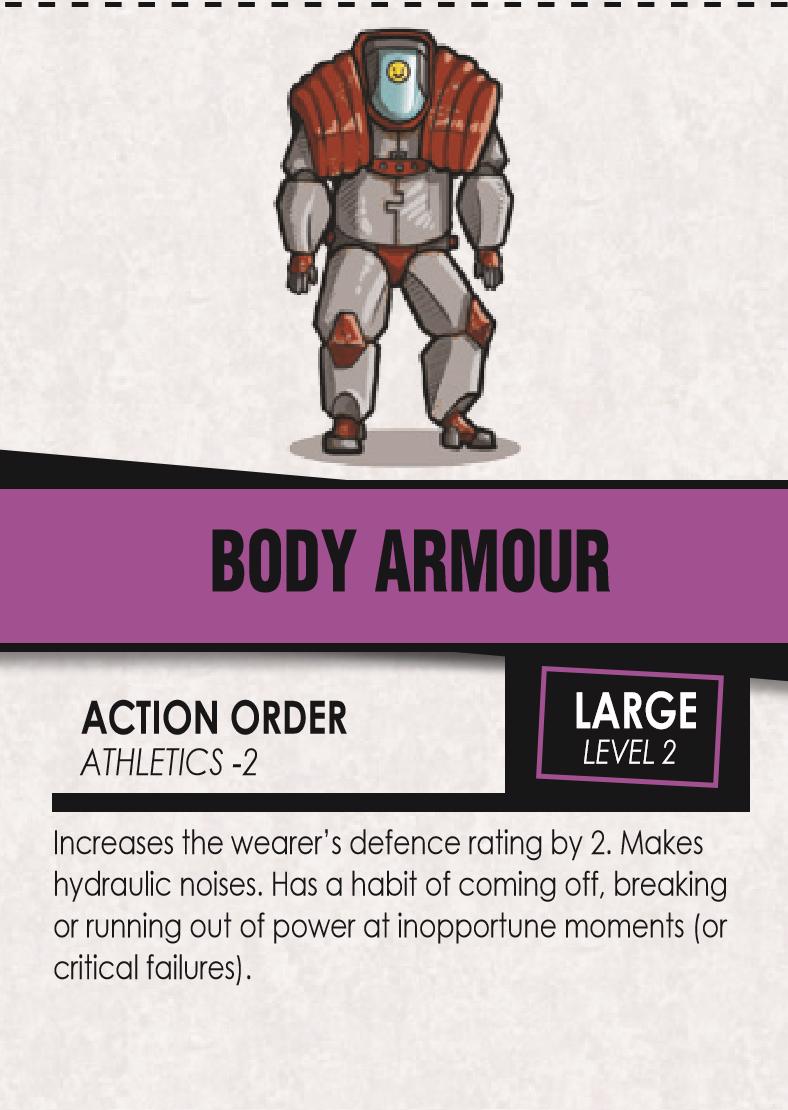 BODY ARMOUR
ACTION ORDER
ATHLETICS -2
LARGE
LEVEL 2
Increases the wearer’s defence rating by 2. Makes
hydraulic noises. Has a habit of coming off, breaking
or running out of power at inopportune moments (or
critical failures).